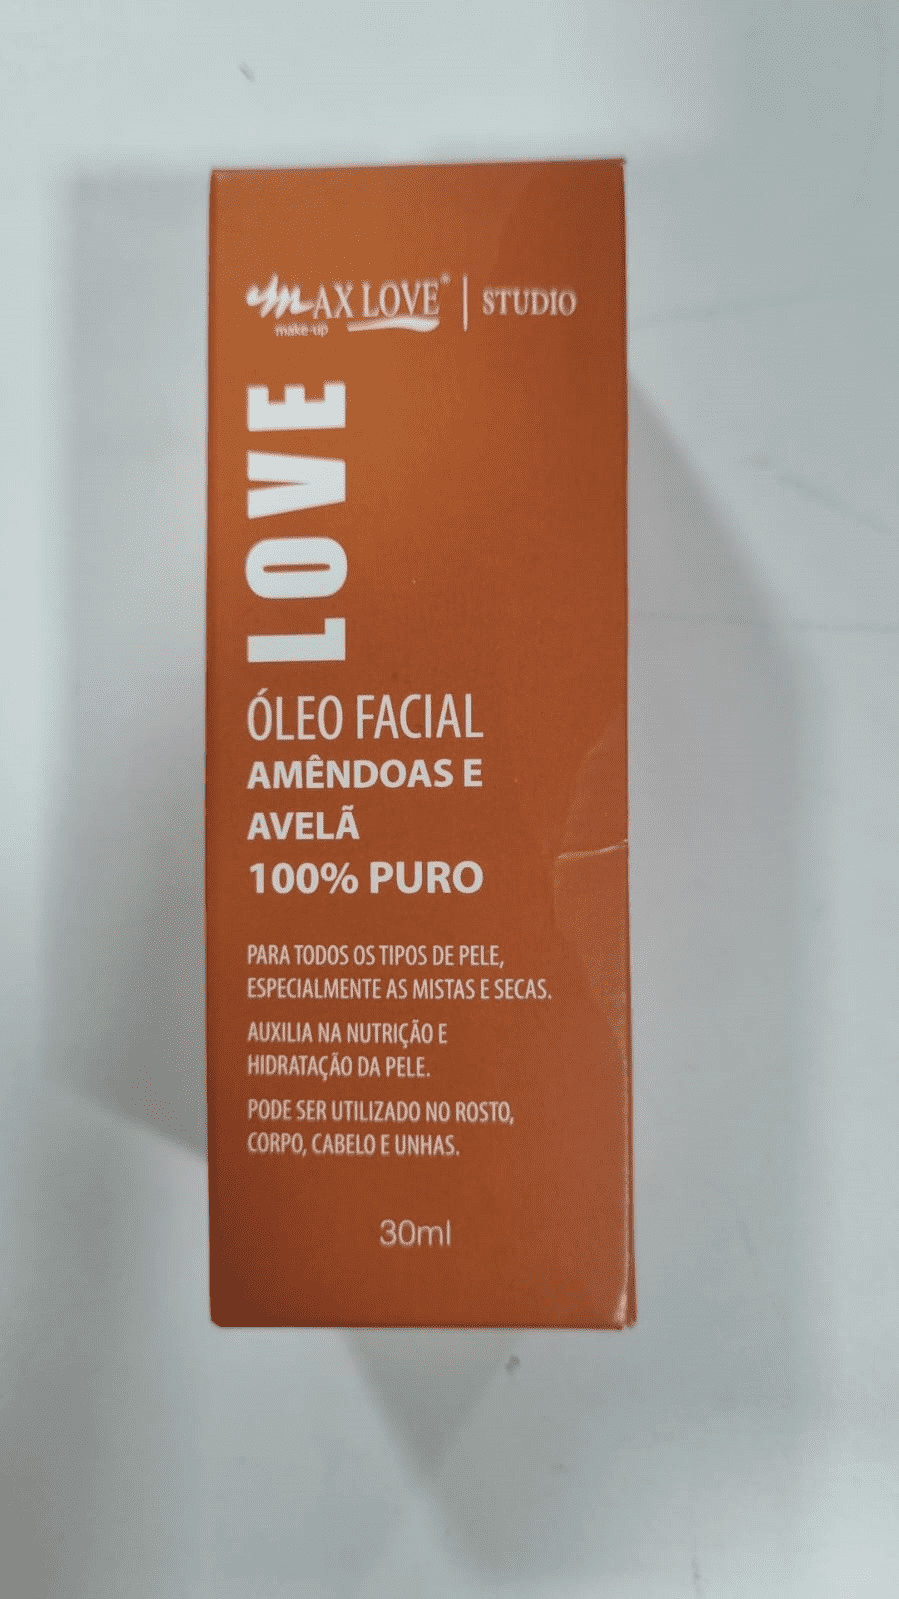 MAX LOVE® | STUDIO
make-up
LOVE
ÓLEO FACIAL
AMÊNDOAS E
AVELÃ
100% PURO
PARA TODOS OS TIPOS DE PELE,
ESPECIALMENTE AS MISTAS E SECAS.
AUXILIA NA NUTRIÇÃO E
HIDRATAÇÃO DA PELE.
PODE SER UTILIZADO NO ROSTO,
CORPO, CABELO E UNHAS.
30ml